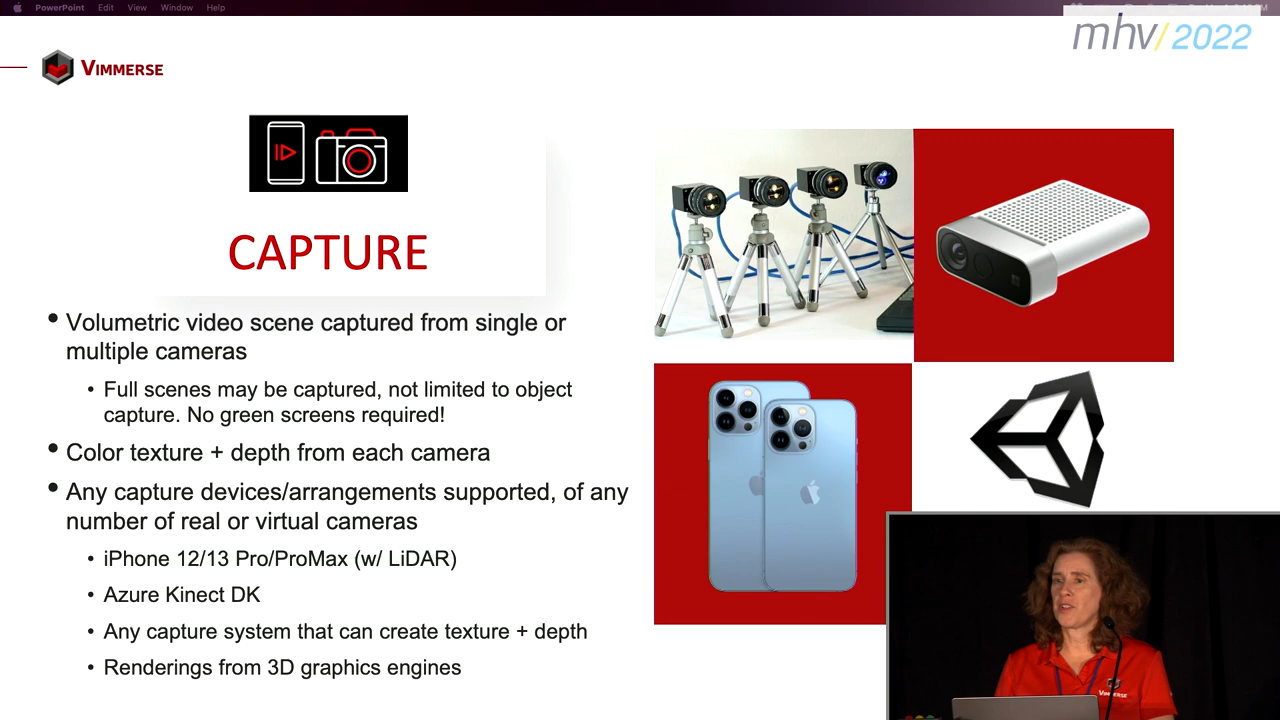 PowerPoint Edit View Window Help
mhv/2022
VIMMERSE
CAPTURE
• Volumetric video scene captured from single or
multiple cameras
• Full scenes may be captured, not limited to object
capture. No green screens required!
• Color texture + depth from each camera
• Any capture devices/arrangements supported, of any
number of real or virtual cameras
• iPhone 12/13 Pro/ProMax (w/ LiDAR)
• Azure Kinect DK
• Any capture system that can create texture + depth
• Renderings from 3D graphics engines
VIMMERSE